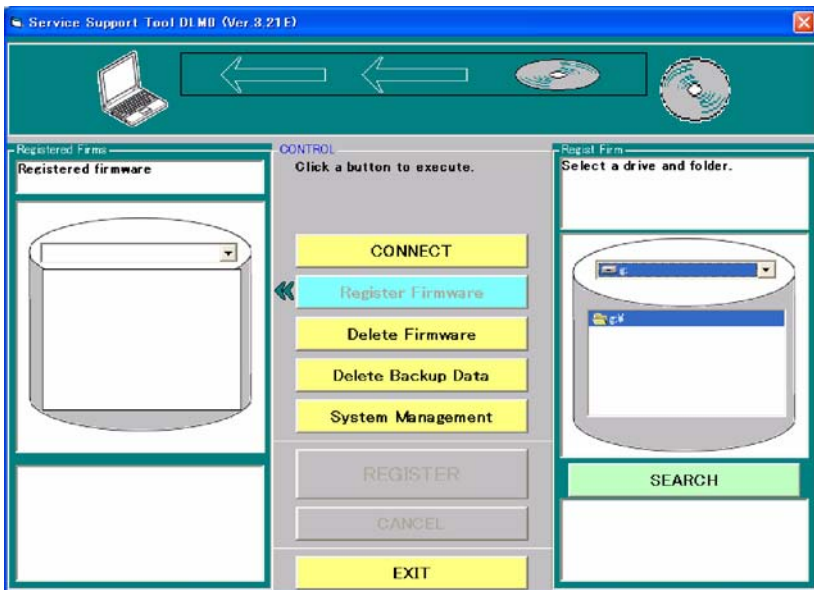 Service Support Tool DLM0 (Ver.3.21E)
Registered Firms
Registered firmware
CONTROL
Click a button to execute.
CONNECT
Register Firmware
Delete Firmware
Delete Backup Data
System Management
REGISTER
CANCEL
EXIT
Regist Firm
Select a drive and folder.
g:
g:¥
SEARCH